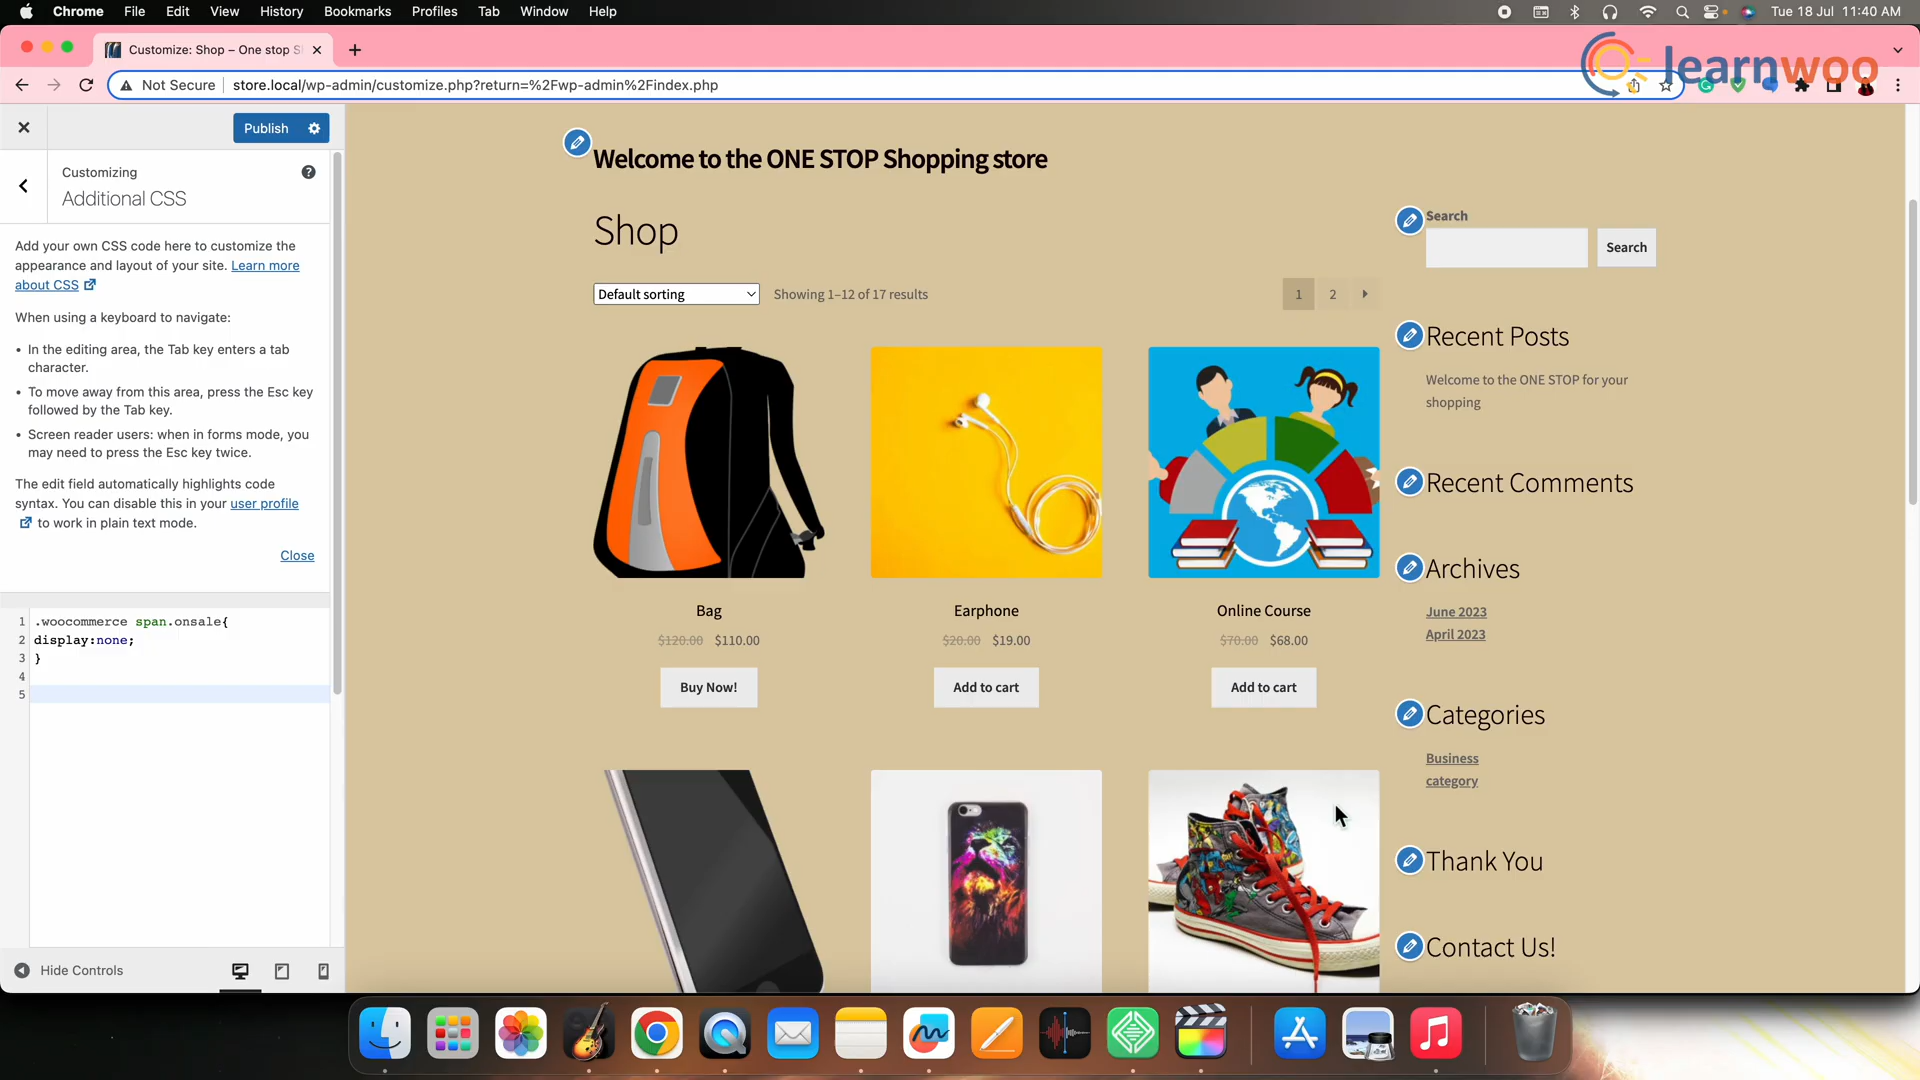 Chrome File Edit View History Bookmarks Profiles Tab Window Help
Tue 18 Jul 11:40 AM
Customize: Shop – One stop S
learnwoo
Not Secure store.local/wp-admin/customize.php?return=%2Fwp-admin%2Findex.php
Publish
Customizing
Additional CSS
Add your own CSS code here to customize the
appearance and layout of your site. Learn more
about CSS
When using a keyboard to navigate:
• In the editing area, the Tab key enters a tab
character.
• To move away from this area, press the Esc key
followed by the Tab key.
• Screen reader users: when in forms mode, you
may need to press the Esc key twice.
The edit field automatically highlights code
syntax. You can disable this in your user profile
to work in plain text mode.
Close
1 .woocommerce span.onsale{
2 display:none;
3 }
4
5
Hide Controls
Welcome to the ONE STOP Shopping store
Shop
Default sorting
Showing 1–12 of 17 results
1 2
Bag
$120.00 $110.00
Buy Now!
Earphone
$20.00 $19.00
Add to cart
Online Course
$70.00 $68.00
Add to cart
Search
Search
Recent Posts
Welcome to the ONE STOP for your
shopping
Recent Comments
Archives
June 2023
April 2023
Categories
Business
category
Thank You
Contact Us!